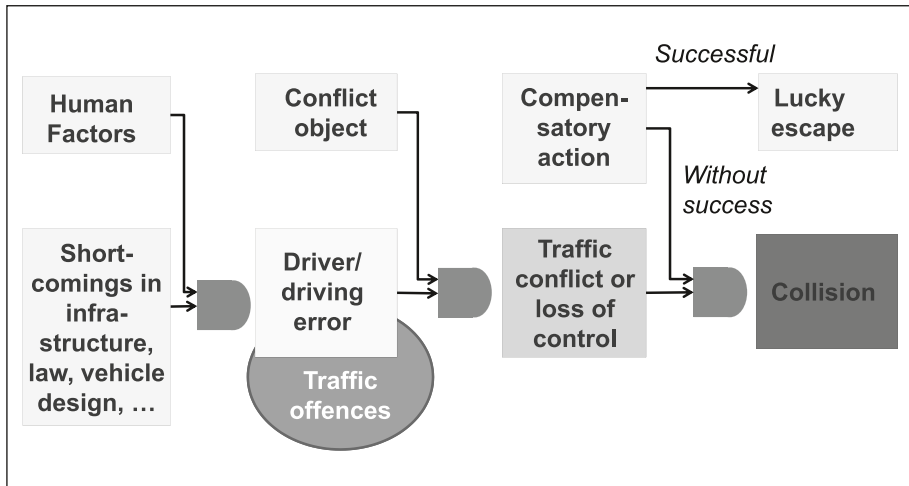 Human
Factors
Conflict
object
Compen-
satory
action
Successful
Lucky
escape
Without
success
Short-
comings in
infra-
structure,
law, vehicle
design, …
Driver/
driving
error
Traffic
offences
Traffic
conflict or
loss of
control
Collision